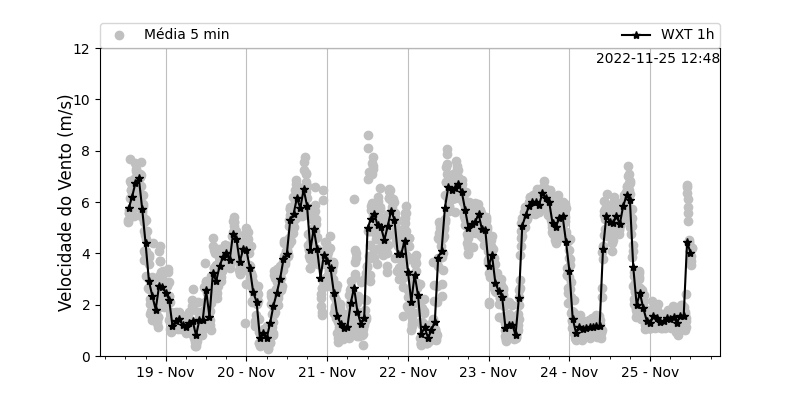 Média 5 min
WXT 1h
2022-11-25 12:48
Velocidade do Vento (m/s)
12
10
8
6
4
2
0
19 - Nov
20 - Nov
21 - Nov
22 - Nov
23 - Nov
24 - Nov
25 - Nov